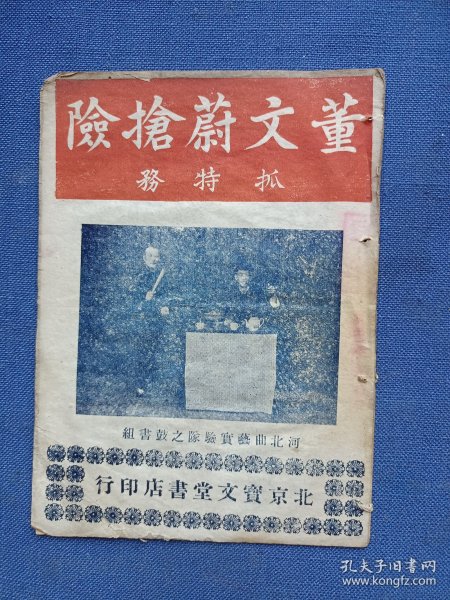 董文蔚搶險
抓特務
河北曲藝實驗隊之鼓書組
北京寶文堂書店印行
孔夫子旧书网
www.kongfz.com